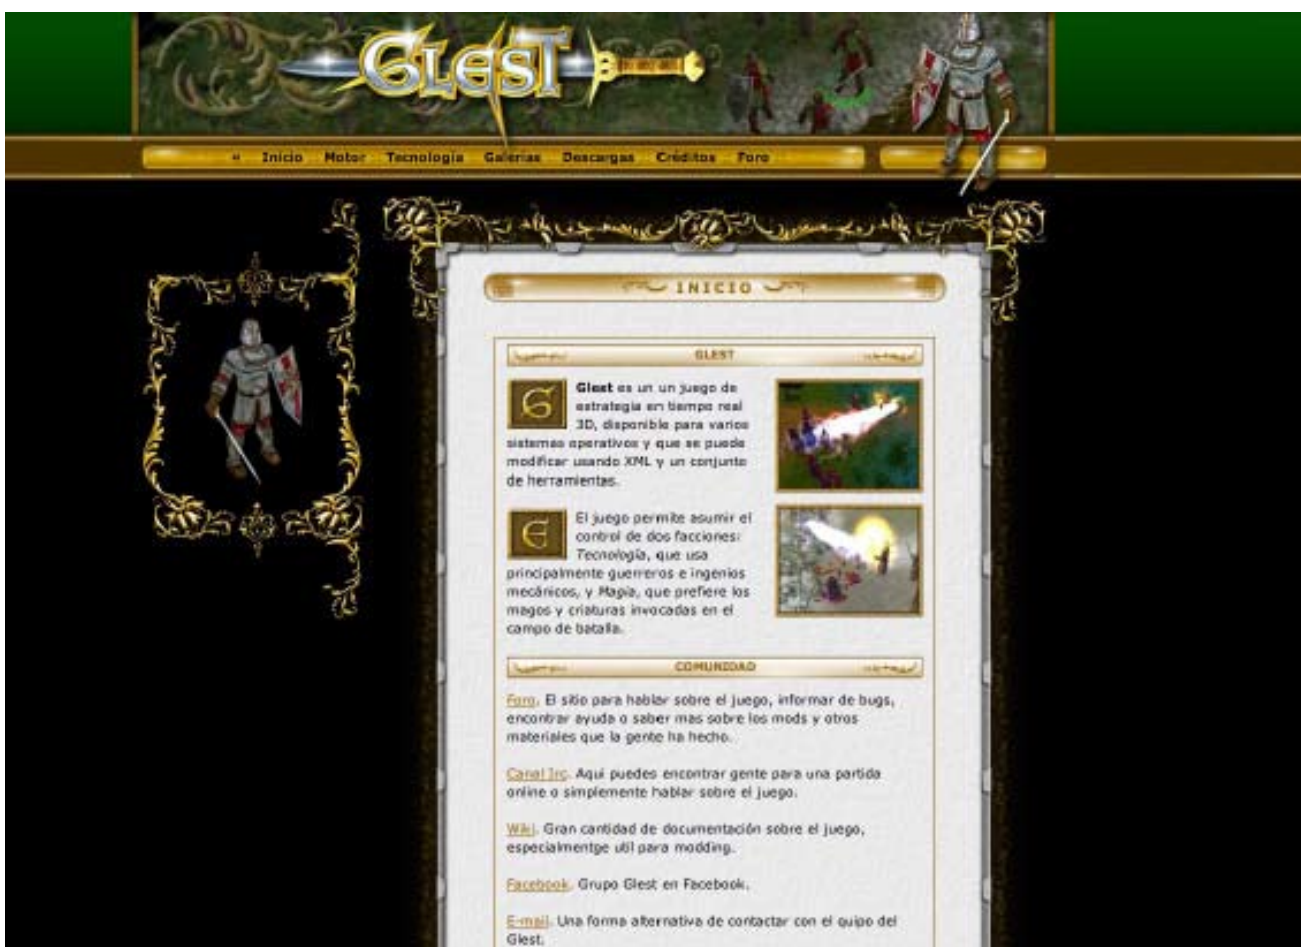 GLEST
« Inicio Motor Tecnología Galerías Descargas Créditos Foro
INICIO
GLEST
G Glest es un un juego de
estrategia en tiempo real
3D, disponible para varios
sistemas operativos y que se puede
modificar usando XML y un conjunto
de herramientas.
E El juego permite asumir el
control de dos facciones:
Tecnología, que usa
principalmente guerreros e ingenios
mecánicos, y Magia, que prefiere los
magos y criaturas invocadas en el
campo de batalla.
COMUNIDAD
Foro. El sitio para hablar sobre el juego, informar de bugs,
encontrar ayuda o saber mas sobre los mods y otros
materiales que la gente ha hecho.
Canal Irc. Aqui puedes encontrar gente para una partida
online o simplemente hablar sobre el juego.
Wiki. Gran cantidad de documentación sobre el juego,
especialmentge util para modding.
Facebook. Grupo Glest en Facebook.
E-mail. Una forma alternativa de contactar con el quipo del
Glest.